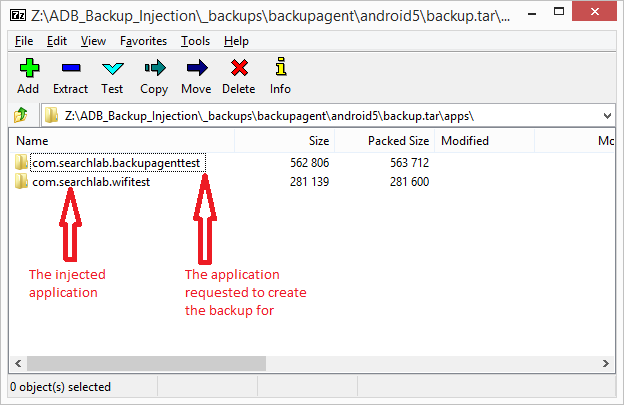 7z
Z:\ADB_Backup_Injection\_backups\backupagent\android5\backup.tar\...
File Edit View Favorites Tools Help
Add Extract Test Copy Move Delete Info
Z:\ADB_Backup_Injection\_backups\backupagent\android5\backup.tar\apps\
Name Size Packed Size Modified Mc
com.searchlab.backupagenttest 562 806 563 712
com.searchlab.wifitest 281 139 281 600
The injected
application
The application
requested to create
the backup for
0 object(s) selected